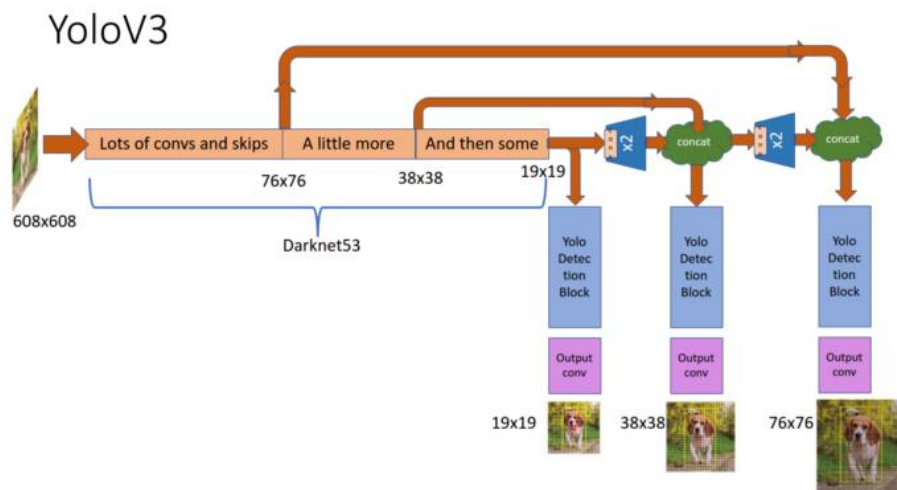 YoloV3
Lots of convs and skips
A little more
And then some
x2
concat
x2
concat
76x76
38x38
19x19
608x608
Darknet53
Yolo
Detec
tion
Block
Yolo
Detec
tion
Block
Yolo
Detec
tion
Block
Output
conv
Output
conv
Output
conv
19x19
38x38
76x76